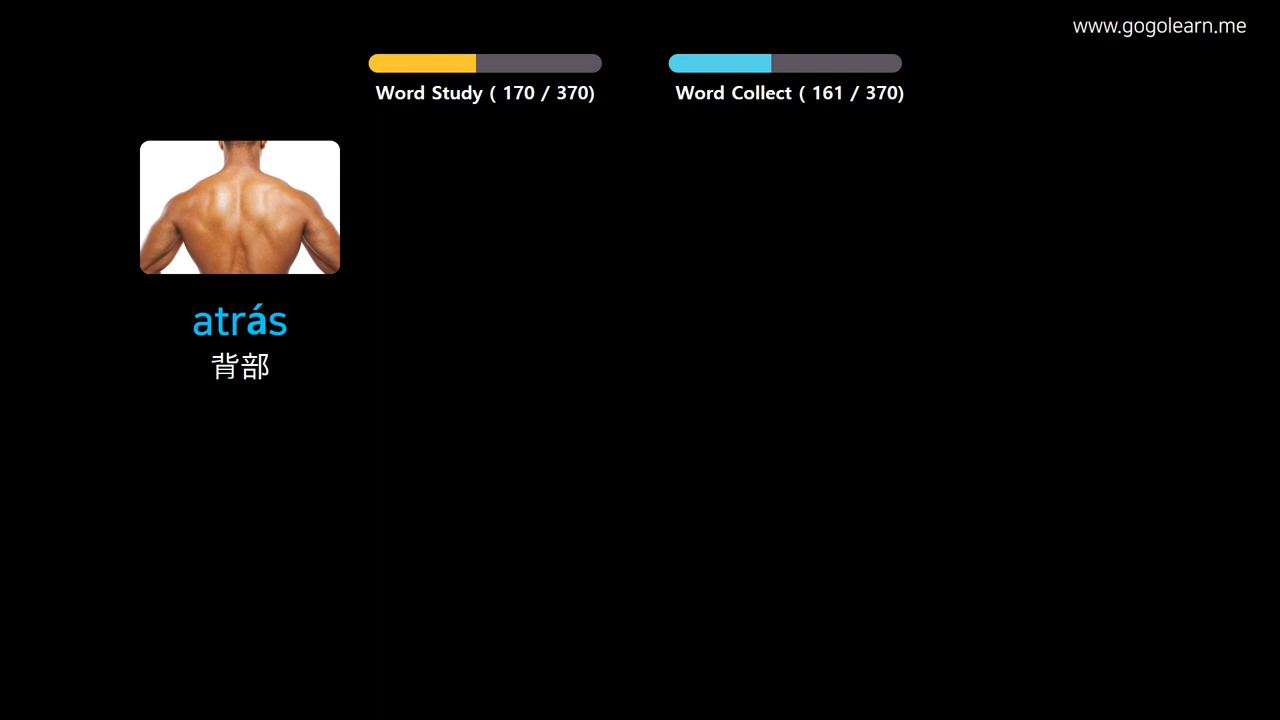 www.gogolearn.me
Word Study ( 170 / 370)
Word Collect ( 161 / 370)
atrás
背部